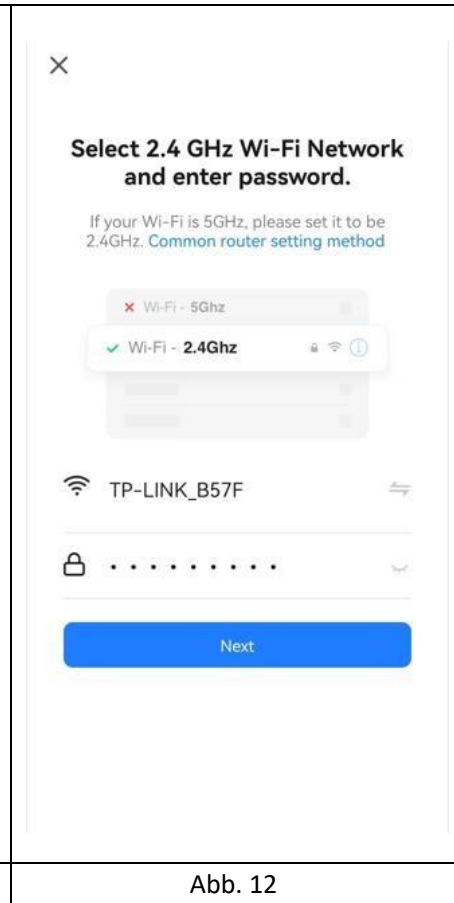 Select 2.4 GHz Wi-Fi Network
and enter password.
If your Wi-Fi is 5GHz, please set it to be
2.4GHz. Common router setting method
Wi-Fi - 5Ghz
Wi-Fi - 2.4Ghz
TP-LINK_B57F
Next
Abb. 12